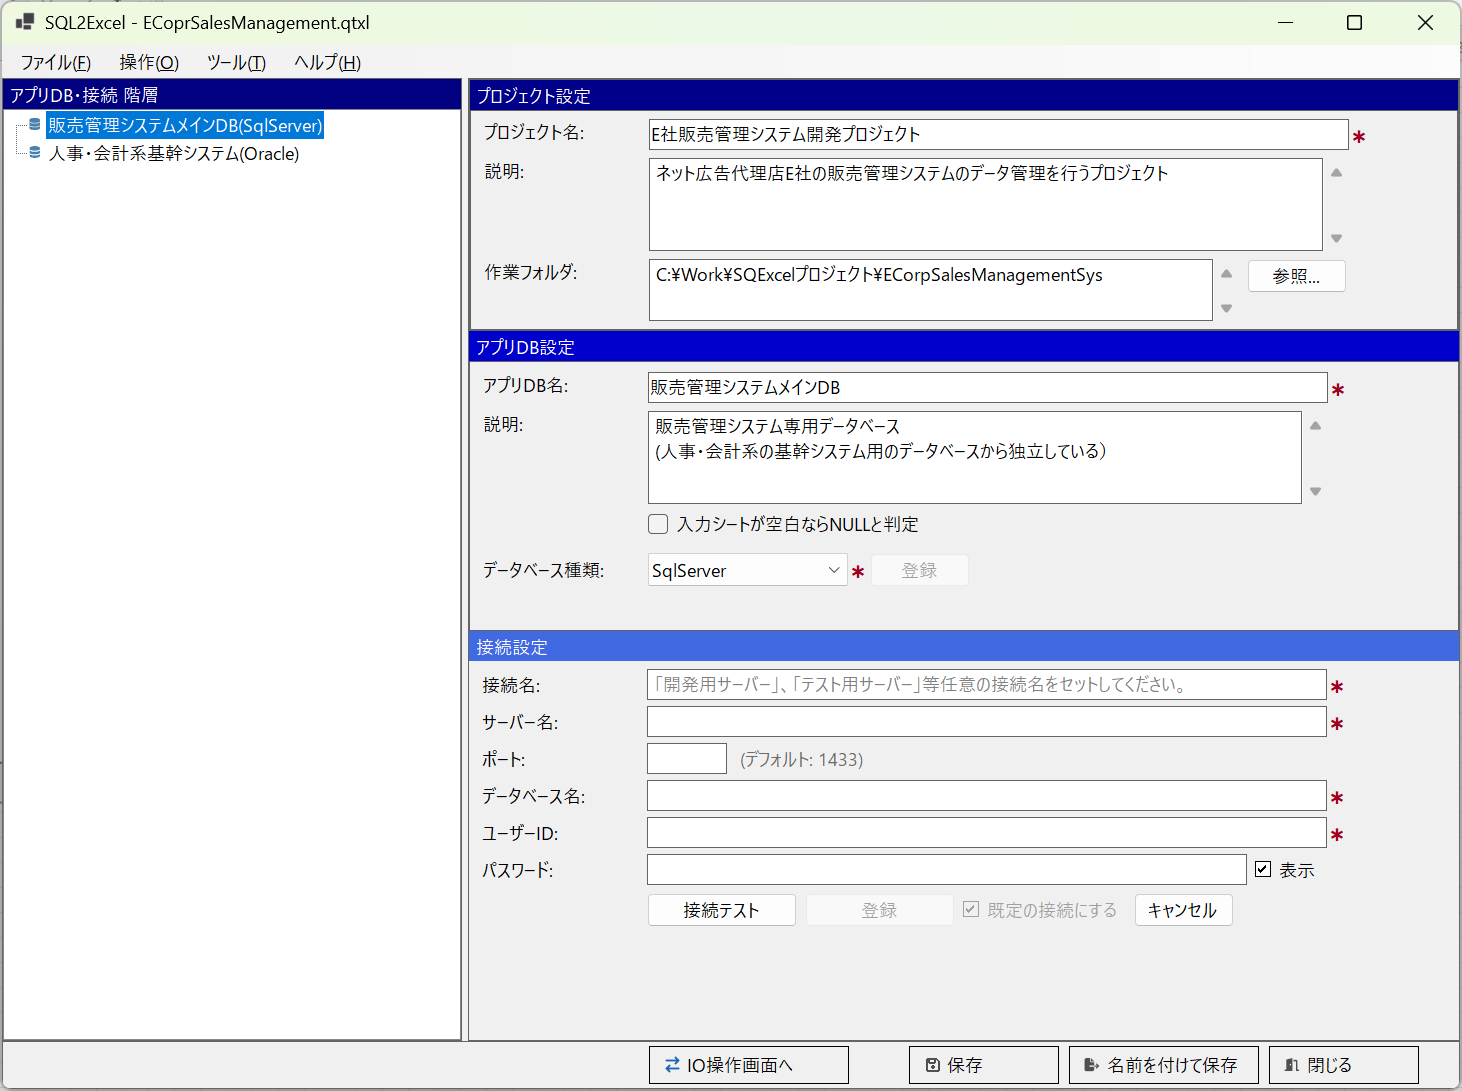 SQL2Excel - ECoprSalesManagement.qtxl
ファイル(F) 操作(O) ツール(T) ヘルプ(H)
アプリDB・接続 階層
販売管理システムメインDB(SqlServer)
人事・会計系基幹システム(Oracle)
プロジェクト設定
プロジェクト名: E社販売管理システム開発プロジェクト *
説明: ネット広告代理店E社の販売管理システムのデータ管理を行うプロジェクト
作業フォルダ: C:¥Work¥SQExcelプロジェクト¥ECorpSalesManagementSys 参照...
アプリDB設定
アプリDB名: 販売管理システムメインDB *
説明: 販売管理システム専用データベース
(人事・会計系の基幹システム用のデータベースから独立している)
入力シートが空白ならNULLと判定
データベース種類: SqlServer * 登録
接続設定
接続名: 「開発用サーバー」、「テスト用サーバー」等任意の接続名をセットしてください。 *
サーバー名: *
ポート: (デフォルト: 1433)
データベース名: *
ユーザーID: *
パスワード: 表示
接続テスト 登録 既定の接続にする キャンセル
IO操作画面へ 保存 名前を付けて保存 閉じる